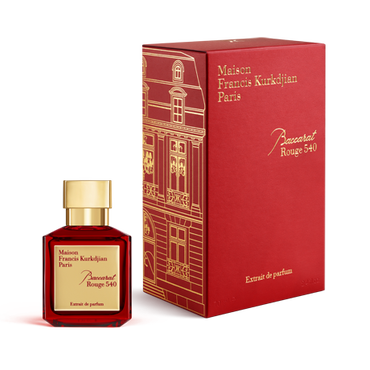 Maison
Francis Kurkdjian
Paris
Baccarat
Rouge 540
Extrait de parfum
Maison
Francis Kurkdjian
Paris
Baccarat
Rouge 540
Extrait de parfum